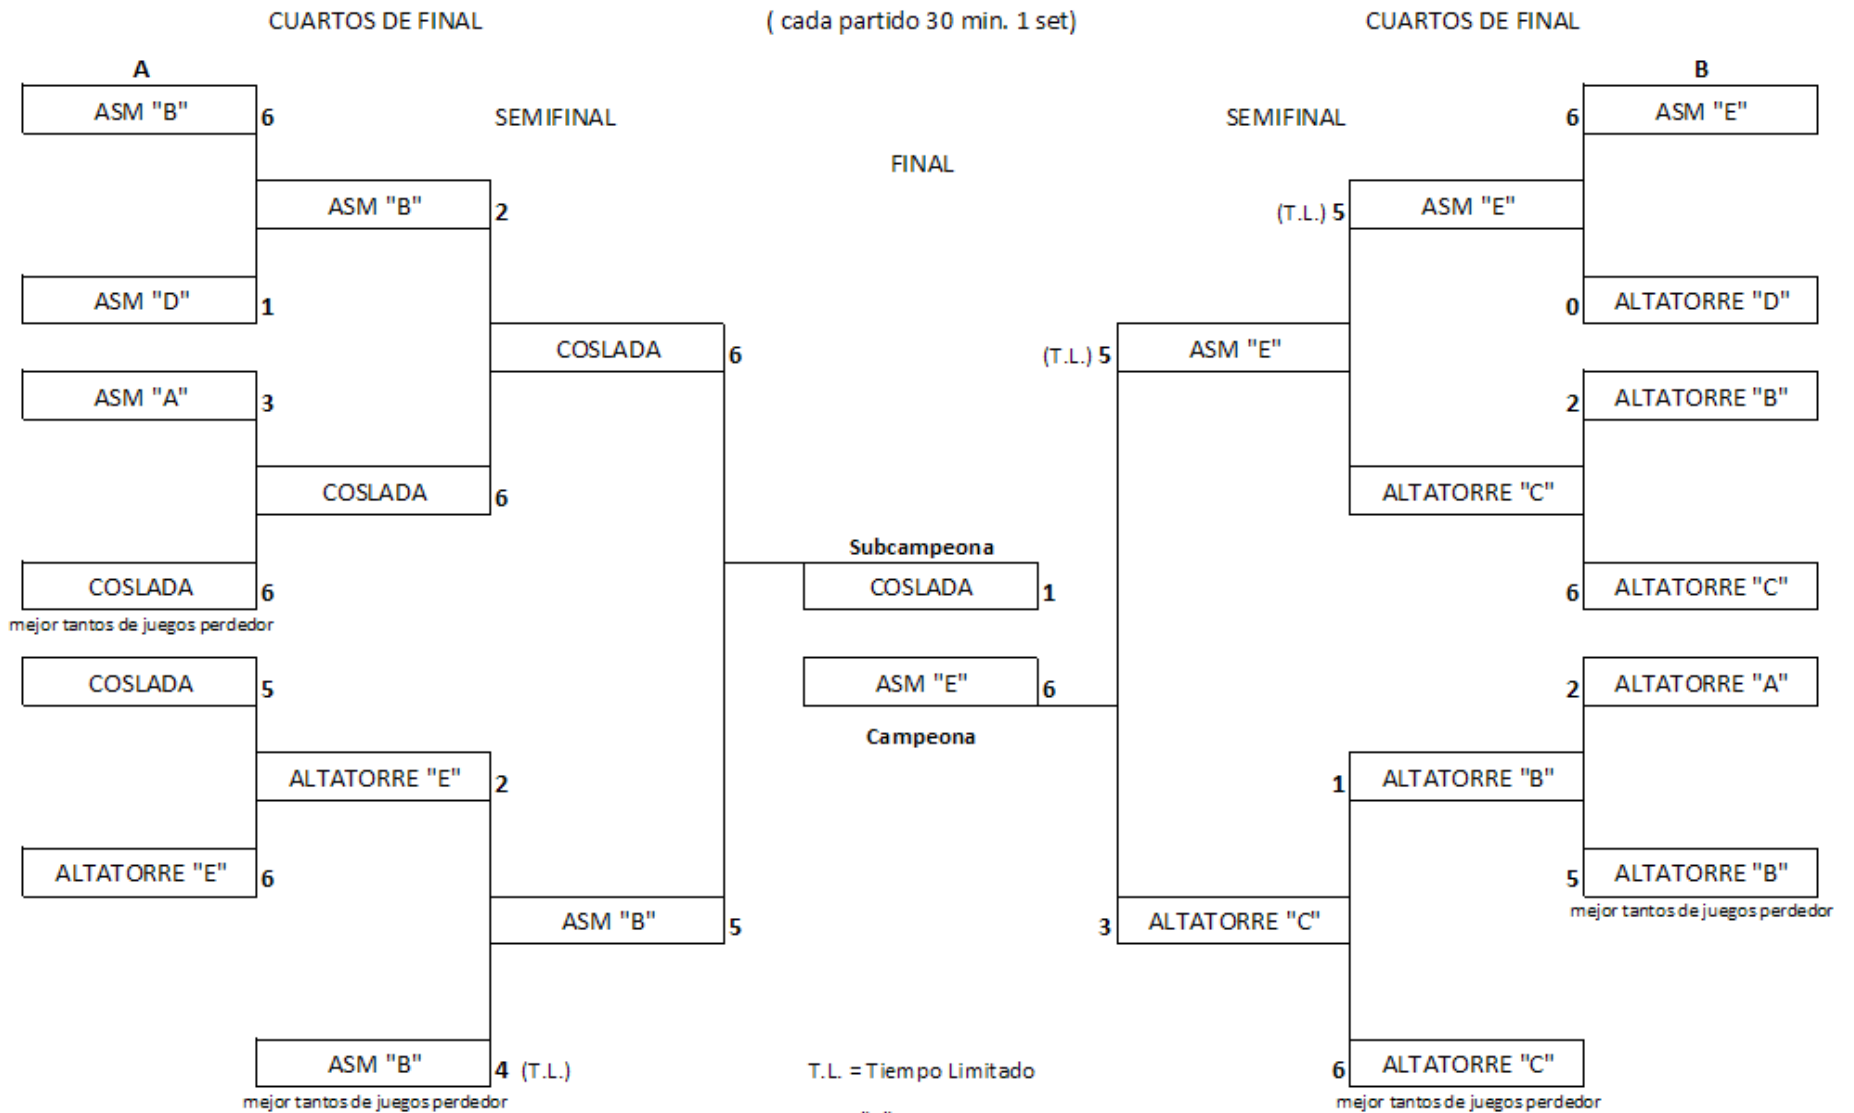 CUARTOS DE FINAL ( cada partido 30 min. 1 set) CUARTOS DE FINAL
A B
ASM "B" 6 SEMIFINAL SEMIFINAL 6 ASM "E"
FINAL
ASM "B" 2 (T.L.) 5 ASM "E"
ASM "D" 1 0 ALTATORRE "D"
COSLADA 6 (T.L.) 5 ASM "E"
ASM "A" 3 2 ALTATORRE "B"
COSLADA 6 ALTATORRE "C"
Subcampeona
COSLADA 6 COSLADA 1 6 ALTATORRE "C"
mejor tantos de juegos perdedor
COSLADA 5 ASM "E" 6 2 ALTATORRE "A"
Campeona
ALTATORRE "E" 2 1 ALTATORRE "B"
ALTATORRE "E" 6 5 ALTATORRE "B"
mejor tantos de juegos perdedor
ASM "B" 5 3 ALTATORRE "C"
ASM "B" 4 (T.L.) T.L. = Tiempo Limitado 6 ALTATORRE "C"
mejor tantos de juegos perdedor mejor tantos de juegos perdedor